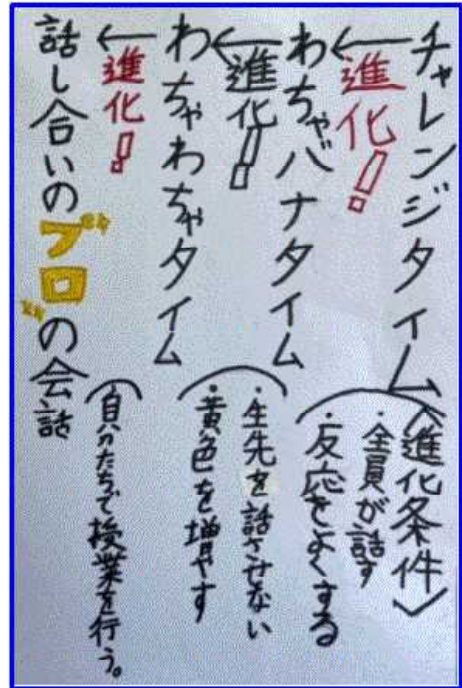 チャレンジタイム
〈進化条件〉
・全員が話す
・反応をよくする
←進化!
わちゃバナタイム
・生先を話させない
・黄色を増やす
←進化!
わちゃわちゃタイム
自分たちで授業を行う。
←進化!
話し合いのプロの会話